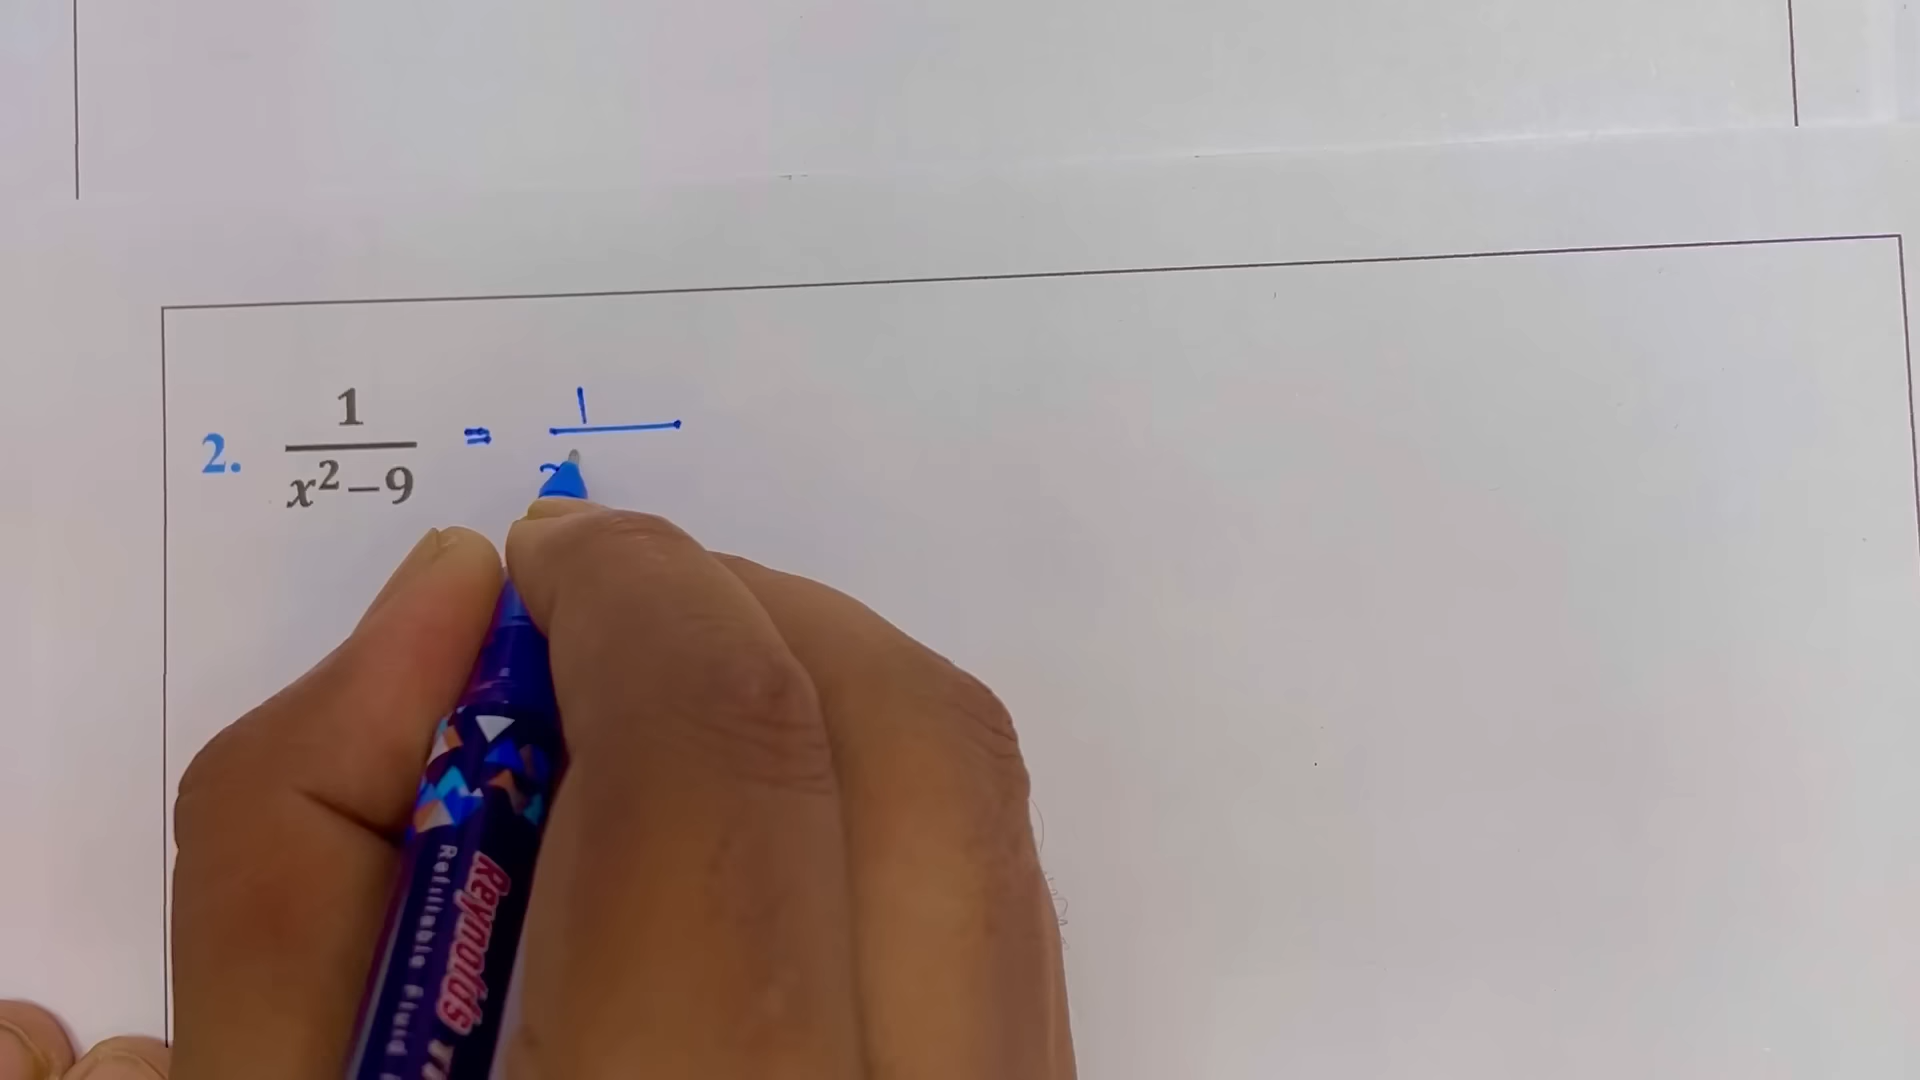 2. 1/(x² − 9) = 1/
Reynolds
Refillable fluid